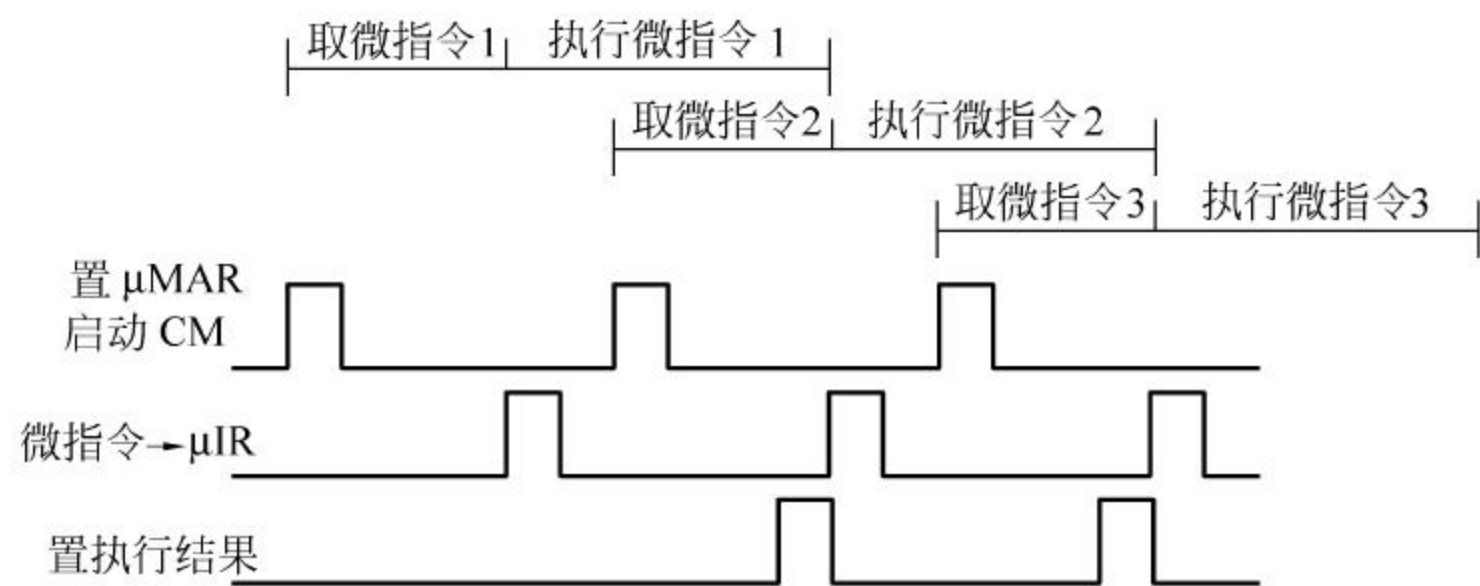 取微指令1 执行微指令1
取微指令2 执行微指令2
取微指令3 执行微指令3
置 μMAR
启动 CM
微指令→μIR
置执行结果